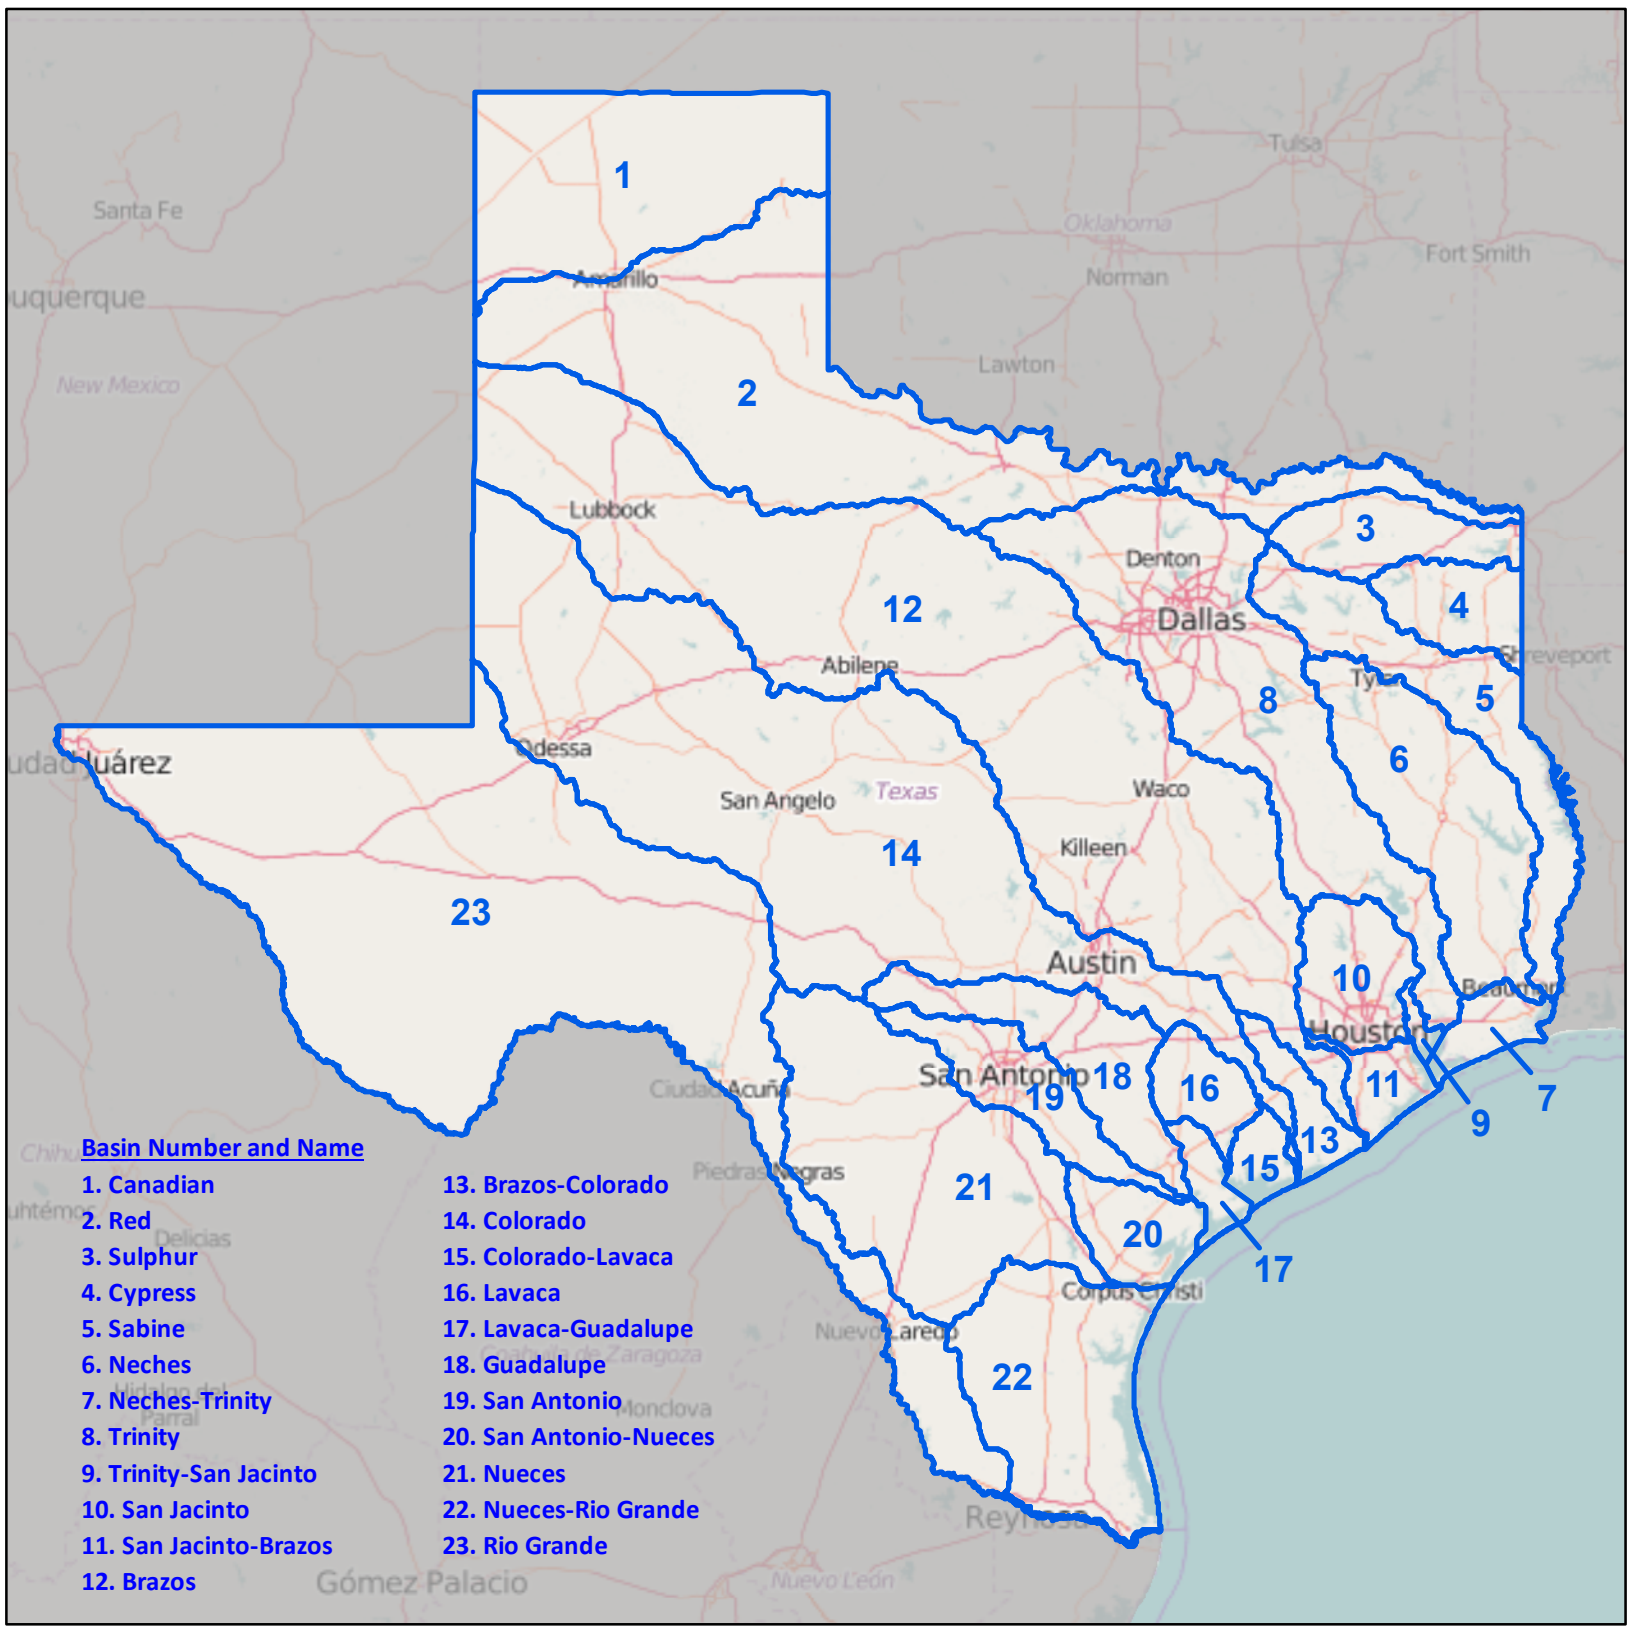 Tulsa
Santa Fe
Oklahoma
Fort Smith
1
Norman
Amarillo
uquerque
Lawton
New Mexico
2
Lubbock
3
Denton
4
12
Dallas
Shreveport
Abilene
8
5
Odessa
6
udad Juárez
San Angelo
Texas
Waco
Killeen
14
23
Austin
10
Beaumont
Houston
San Antonio
18
16
11
Ciudad Acuña
19
7
9
13
Piedras Negras
15
21
20
17
Corpus Christi
Nuevo Laredo
22
Reynosa
Basin Number and Name
1. Canadian
2. Red
3. Sulphur
4. Cypress
5. Sabine
6. Neches
7. Neches-Trinity
8. Trinity
9. Trinity-San Jacinto
10. San Jacinto
11. San Jacinto-Brazos
12. Brazos
13. Brazos-Colorado
14. Colorado
15. Colorado-Lavaca
16. Lavaca
17. Lavaca-Guadalupe
18. Guadalupe
19. San Antonio
20. San Antonio-Nueces
21. Nueces
22. Nueces-Rio Grande
23. Rio Grande
Chihu
uhtémoc
Delicias
Coahuila de Zaragoza
Hidalgo del
Parral
Monclova
Gómez Palacio
Nuevo León